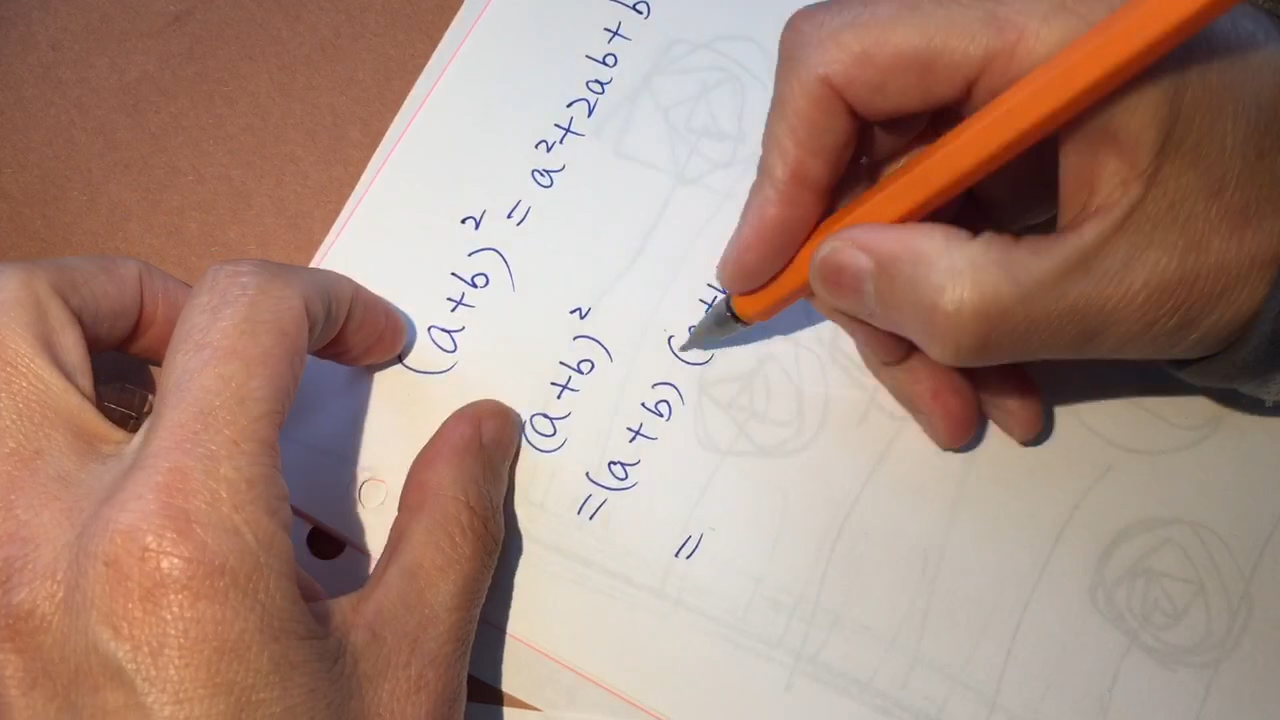 (a+b)² = a²+2ab+b
(a+b)²
=(a+b)(a+b
=